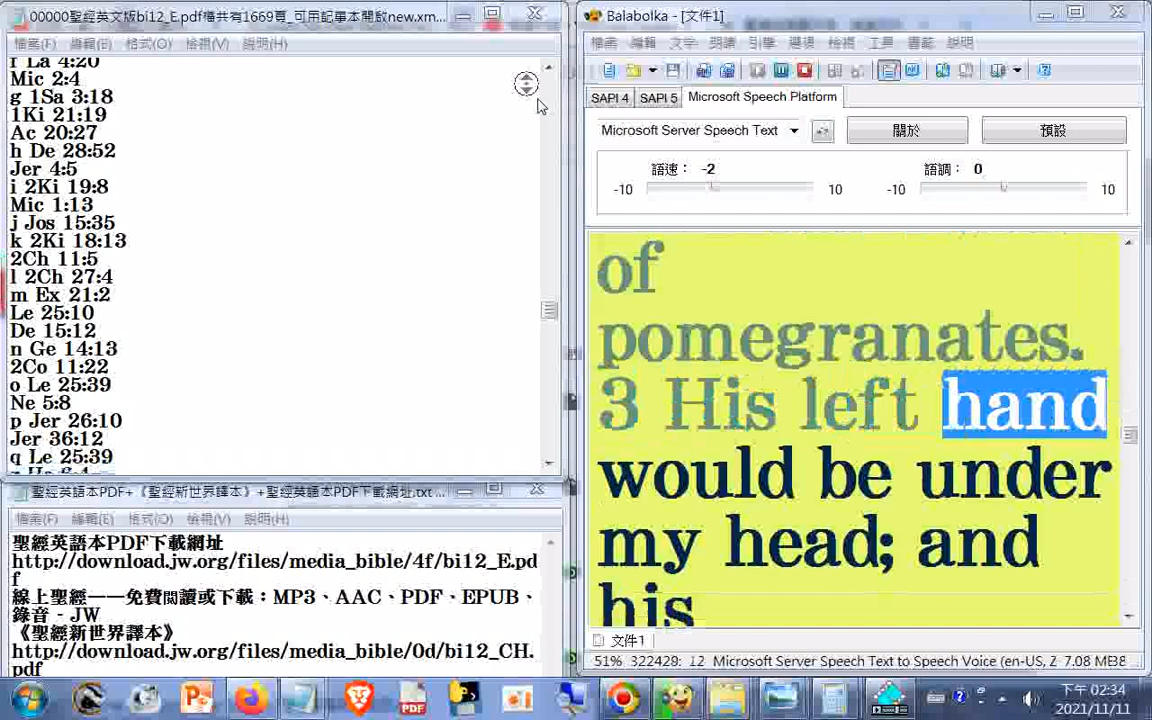 00000聖經英文版bi12_E.pdf檔共有1669頁_可用記事本開啟new.xm...
檔案(F) 編輯(E) 格式(O) 檢視(V) 說明(H)
r La 4:20
Mic 2:4
g 1Sa 3:18
1Ki 21:19
Ac 20:27
h De 28:52
Jer 4:5
i 2Ki 19:8
Mic 1:13
j Jos 15:35
k 2Ki 18:13
2Ch 11:5
l 2Ch 27:4
m Ex 21:2
Le 25:10
De 15:12
n Ge 14:13
2Co 11:22
o Le 25:39
Ne 5:8
p Jer 26:10
Jer 36:12
q Le 25:39
聖經英語本PDF+《聖經新世界譯本》+聖經英語本PDF下載網址.txt ...
檔案(F) 編輯(E) 格式(O) 檢視(V) 說明(H)
聖經英語本PDF下載網址
http://download.jw.org/files/media_bible/4f/bi12_E.pd
f
線上聖經——免費閱讀或下載：MP3、AAC、PDF、EPUB、
錄音 - JW
《聖經新世界譯本》
http://download.jw.org/files/media_bible/0d/bi12_CH.
pdf
Balabolka - [文件1]
檔案 編輯 文字 朗讀 引擎 選項 檢視 工具 書籤 說明
SAPI 4 SAPI 5 Microsoft Speech Platform
Microsoft Server Speech Text 關於 預設
語速： -2 語調： 0
-10 10 -10 10
of
pomegranates.
3 His left hand
would be under
my head; and
his
文件1
51% 322428: 12 Microsoft Server Speech Text to Speech Voice (en-US, Z 7.08 MB
PDF
下午 02:34
2021/11/11